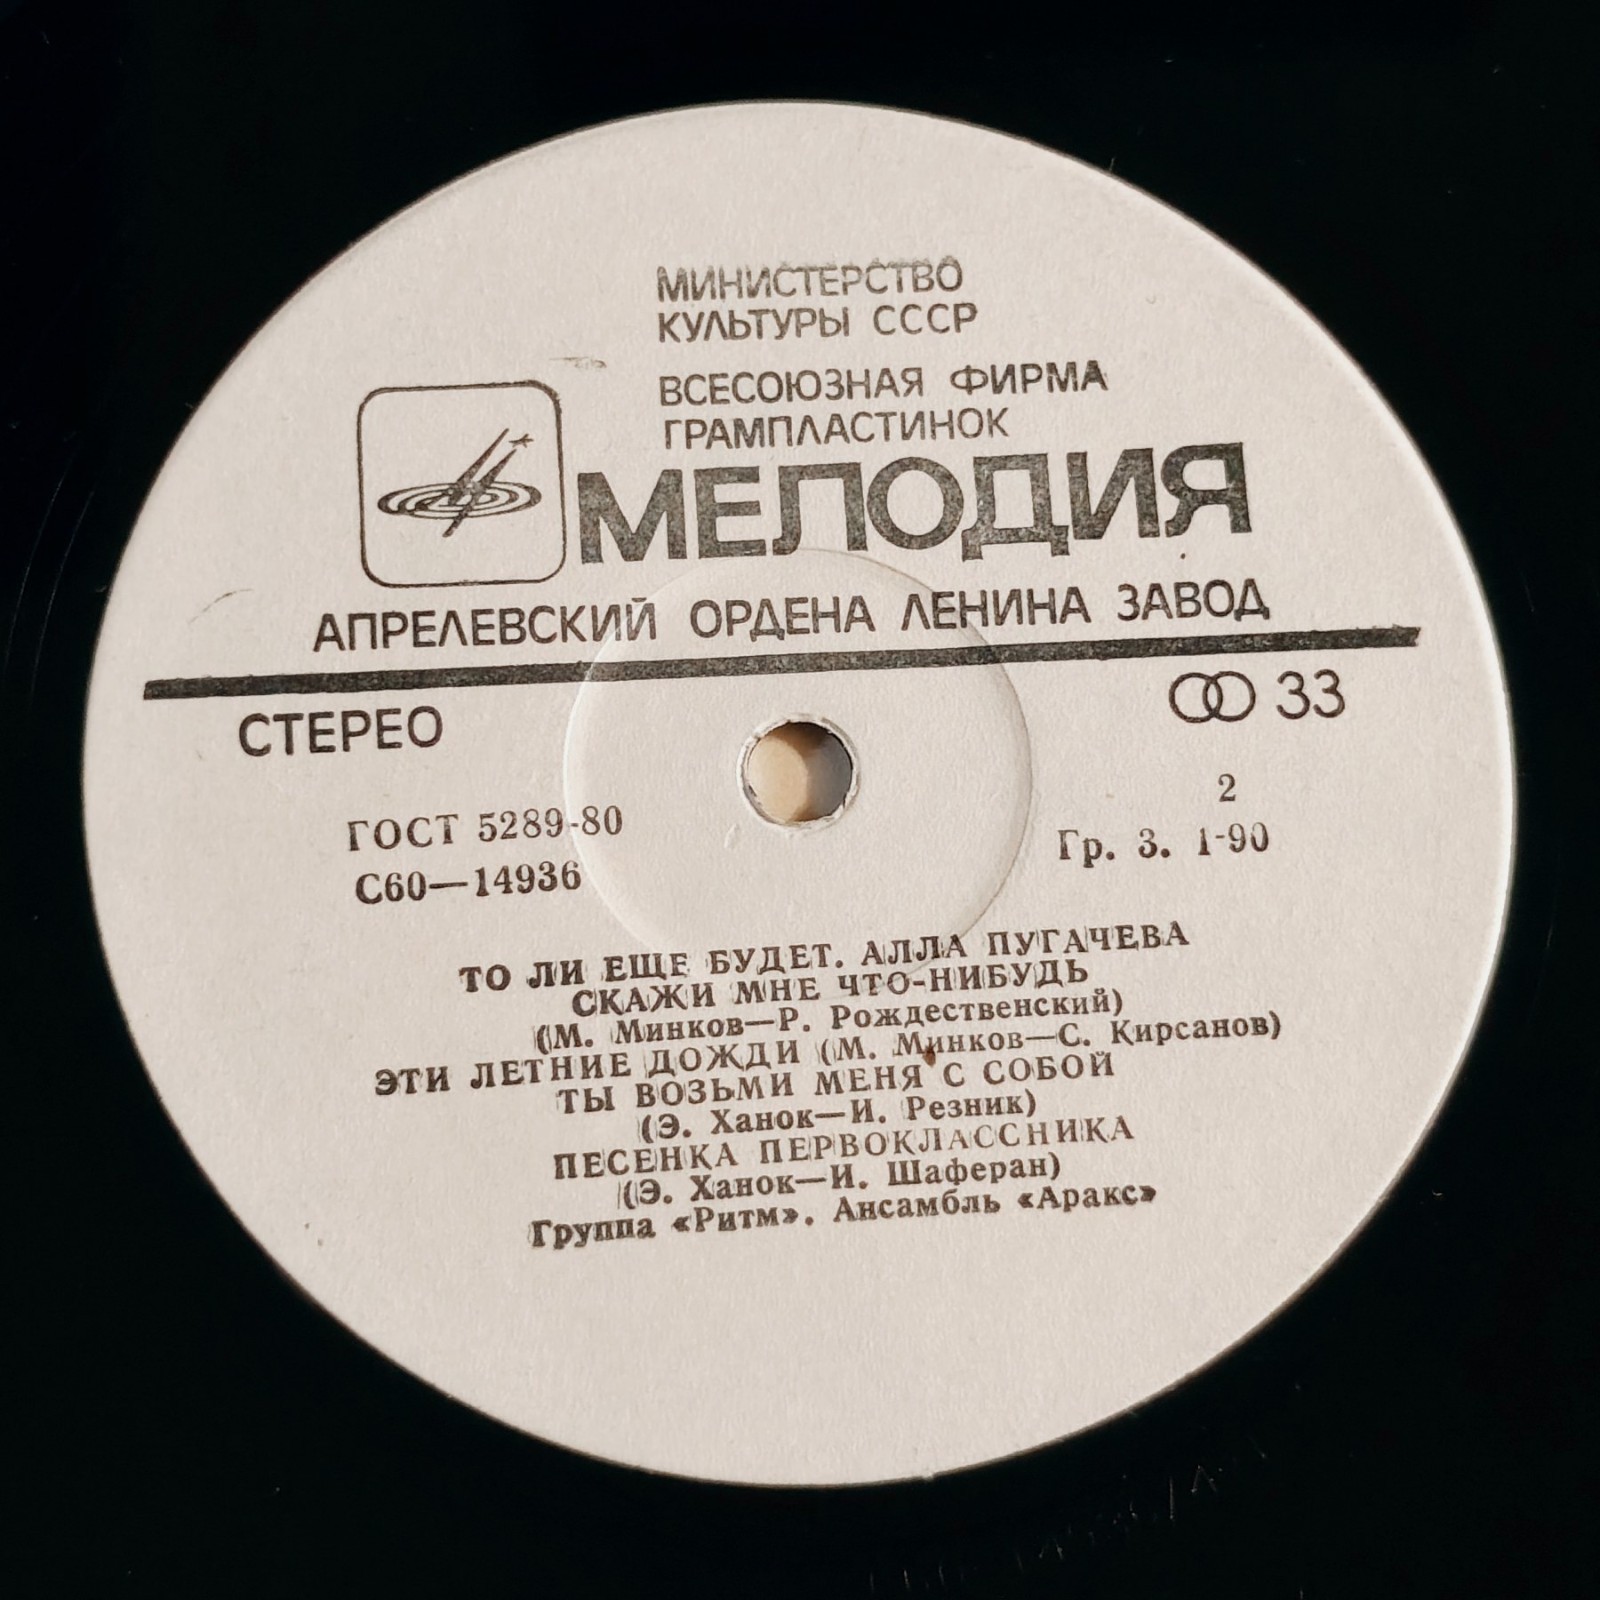 МИНИСТЕРСТВО
КУЛЬТУРЫ СССР
ВСЕСОЮЗНАЯ ФИРМА
ГРАМПЛАСТИНОК
МЕЛОДИЯ
АПРЕЛЕВСКИЙ ОРДЕНА ЛЕНИНА ЗАВОД
СТЕРЕО
33
2
ГОСТ 5289-80
Гр. 3. 1-90
С60—14936
ТО ЛИ ЕЩЕ БУДЕТ. АЛЛА ПУГАЧЕВА
СКАЖИ МНЕ ЧТО-НИБУДЬ
(М. Минков—Р. Рождественский)
ЭТИ ЛЕТНИЕ ДОЖДИ (М. Минков—С. Кирсанов)
ТЫ ВОЗЬМИ МЕНЯ С СОБОЙ
(Э. Ханок—И. Резник)
ПЕСЕНКА ПЕРВОКЛАССНИКА
(Э. Ханок—И. Шаферан)
Группа «Ритм». Ансамбль «Аракс»